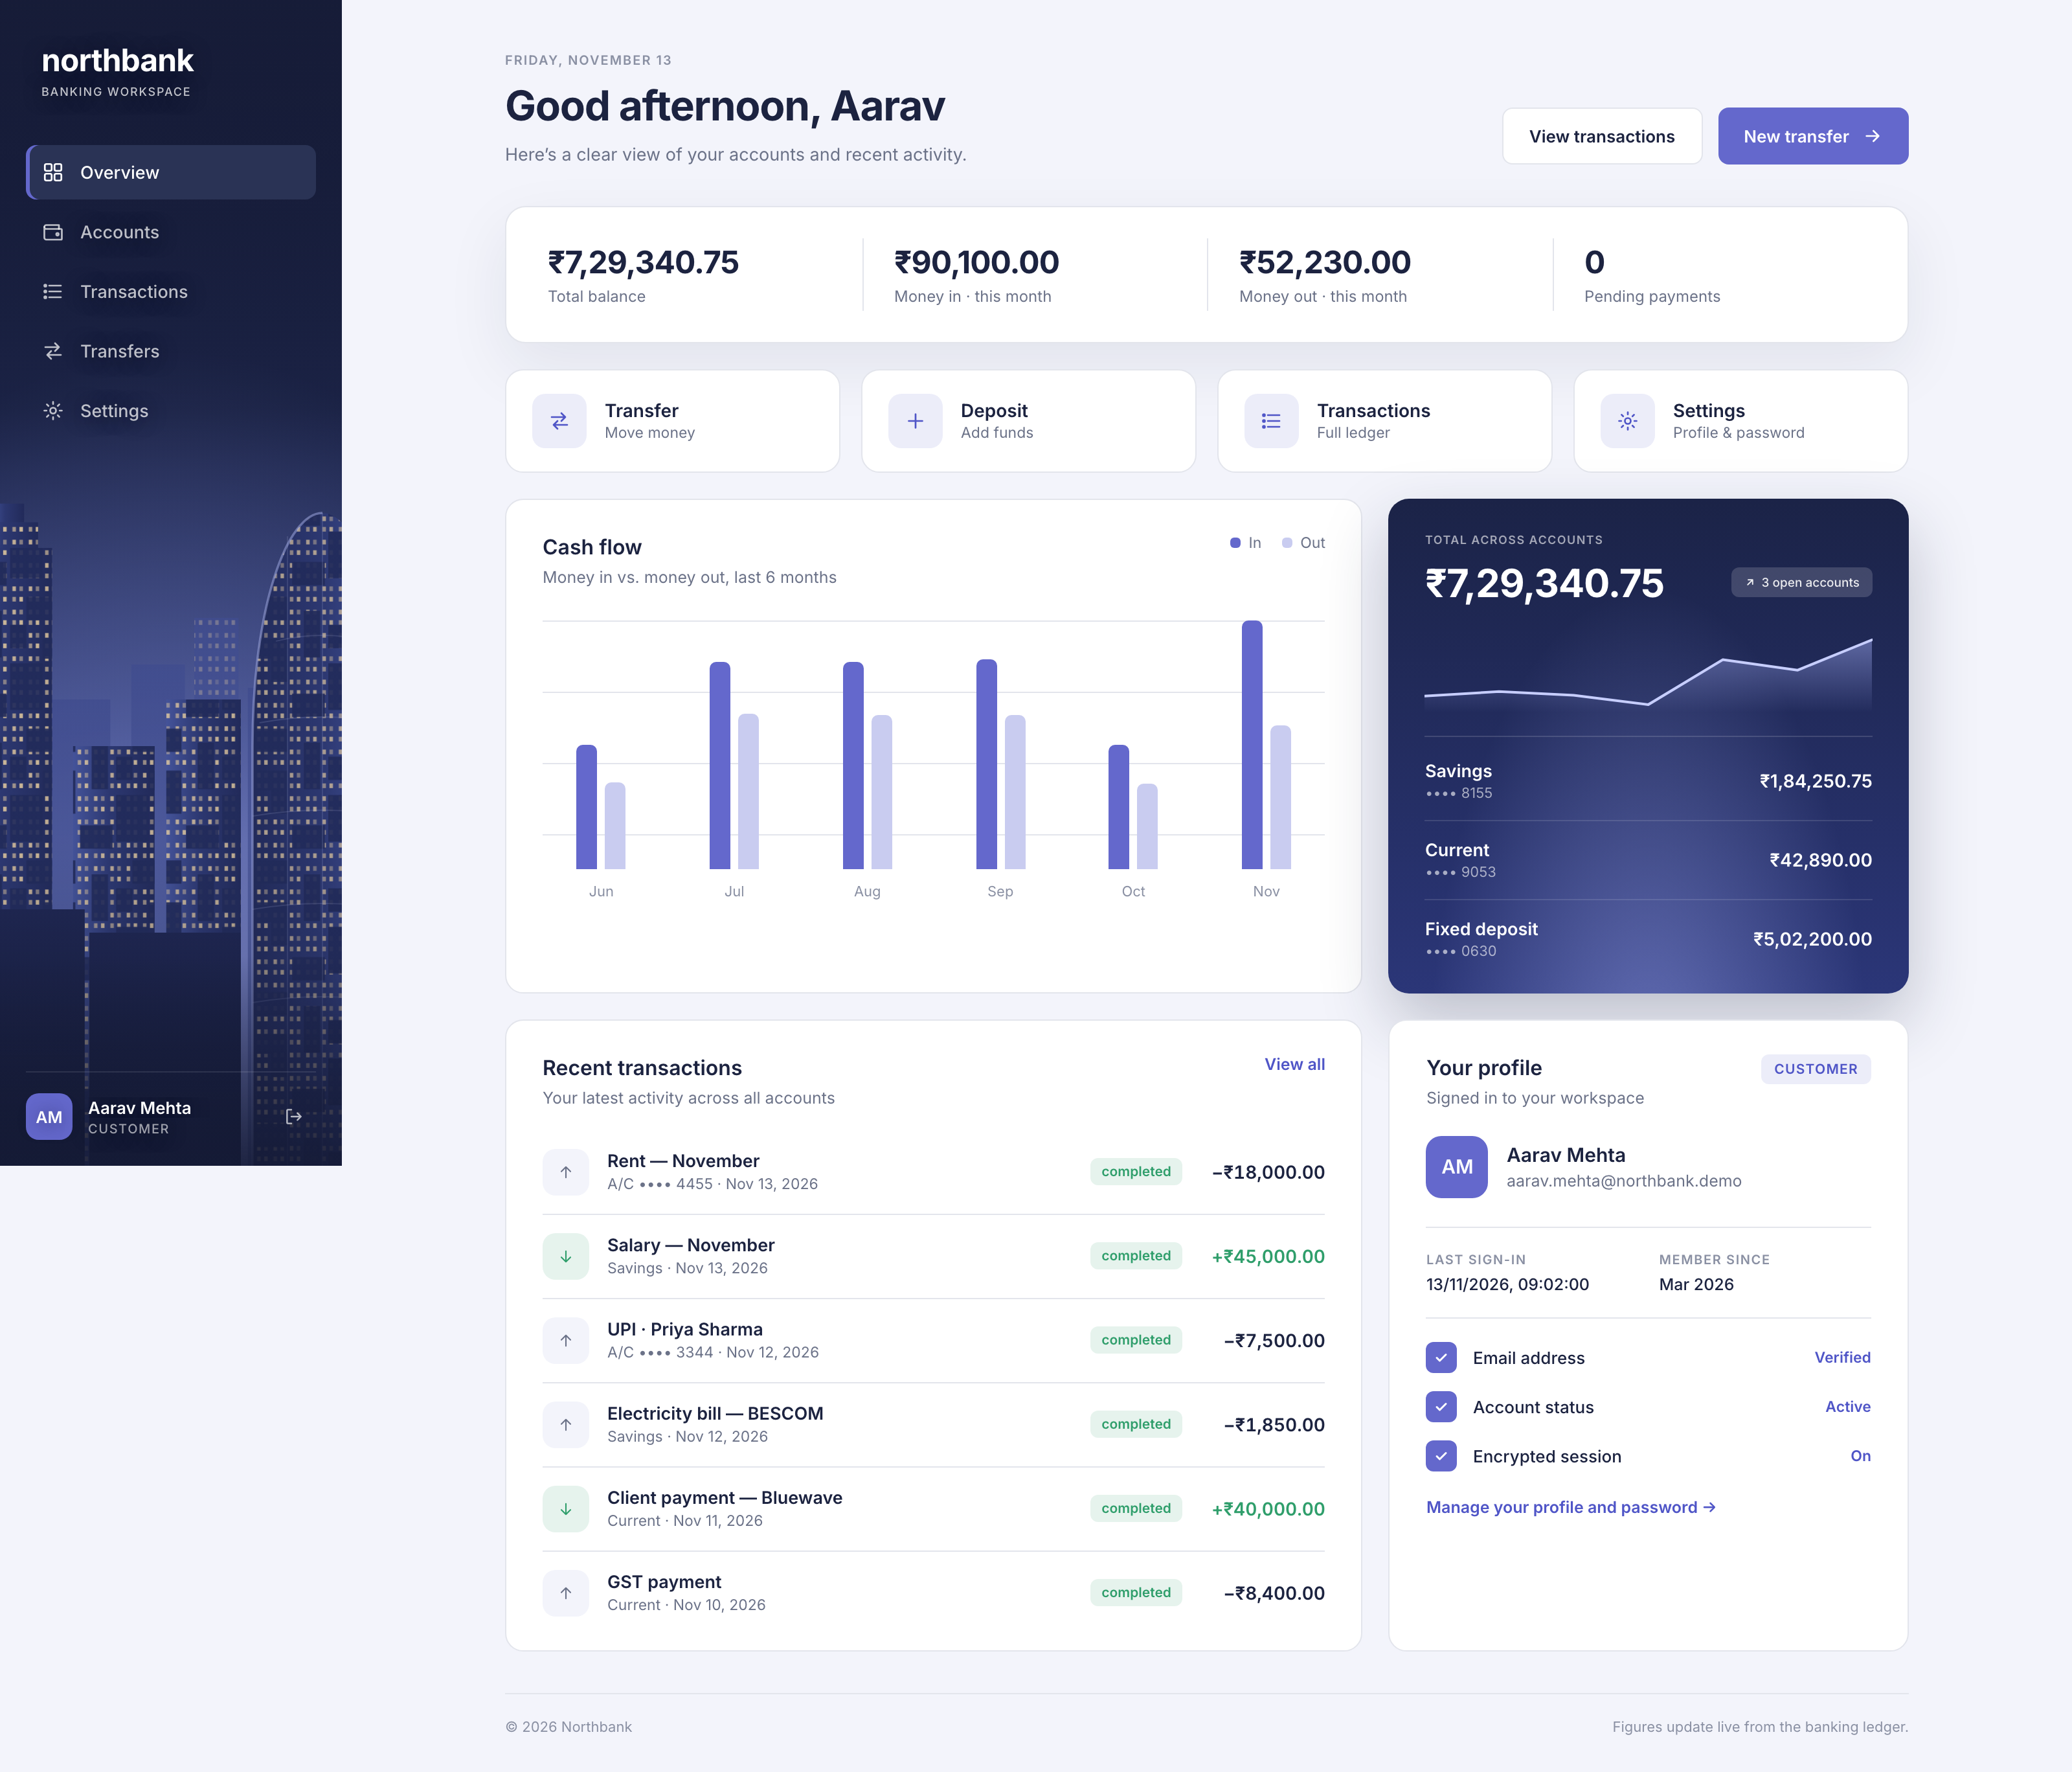 northbank
BANKING WORKSPACE
Overview
Accounts
Transactions
Transfers
Settings
AM
Aarav Mehta
CUSTOMER
FRIDAY, NOVEMBER 13
Good afternoon, Aarav
Here’s a clear view of your accounts and recent activity.
View transactions
New transfer →
₹7,29,340.75
Total balance
₹90,100.00
Money in · this month
₹52,230.00
Money out · this month
0
Pending payments
Transfer
Move money
Deposit
Add funds
Transactions
Full ledger
Settings
Profile & password
Cash flow
Money in vs. money out, last 6 months
In Out
Jun Jul Aug Sep Oct Nov
TOTAL ACROSS ACCOUNTS
₹7,29,340.75
3 open accounts
Savings
•••• 8155
₹1,84,250.75
Current
•••• 9053
₹42,890.00
Fixed deposit
•••• 0630
₹5,02,200.00
Recent transactions
View all
Your latest activity across all accounts
Rent — November
A/C •••• 4455 · Nov 13, 2026
completed
−₹18,000.00
Salary — November
Savings · Nov 13, 2026
completed
+₹45,000.00
UPI · Priya Sharma
A/C •••• 3344 · Nov 12, 2026
completed
−₹7,500.00
Electricity bill — BESCOM
Savings · Nov 12, 2026
completed
−₹1,850.00
Client payment — Bluewave
Current · Nov 11, 2026
completed
+₹40,000.00
GST payment
Current · Nov 10, 2026
completed
−₹8,400.00
Your profile
CUSTOMER
Signed in to your workspace
AM
Aarav Mehta
aarav.mehta@northbank.demo
LAST SIGN-IN
13/11/2026, 09:02:00
MEMBER SINCE
Mar 2026
Email address
Verified
Account status
Active
Encrypted session
On
Manage your profile and password →
© 2026 Northbank
Figures update live from the banking ledger.